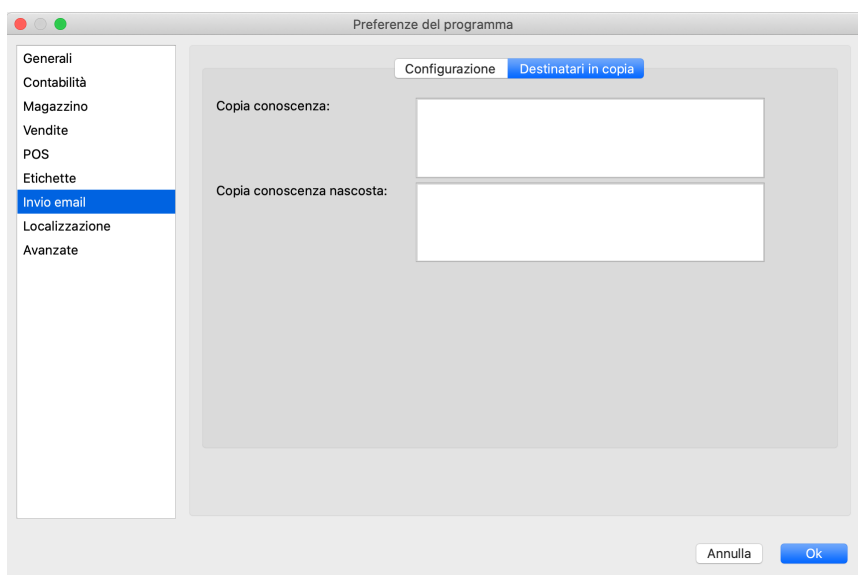 Preferenze del programma
Generali
Contabilità
Magazzino
Vendite
POS
Etichette
Invio email
Localizzazione
Avanzate
Configurazione
Destinatari in copia
Copia conoscenza:
Copia conoscenza nascosta:
Annulla
Ok